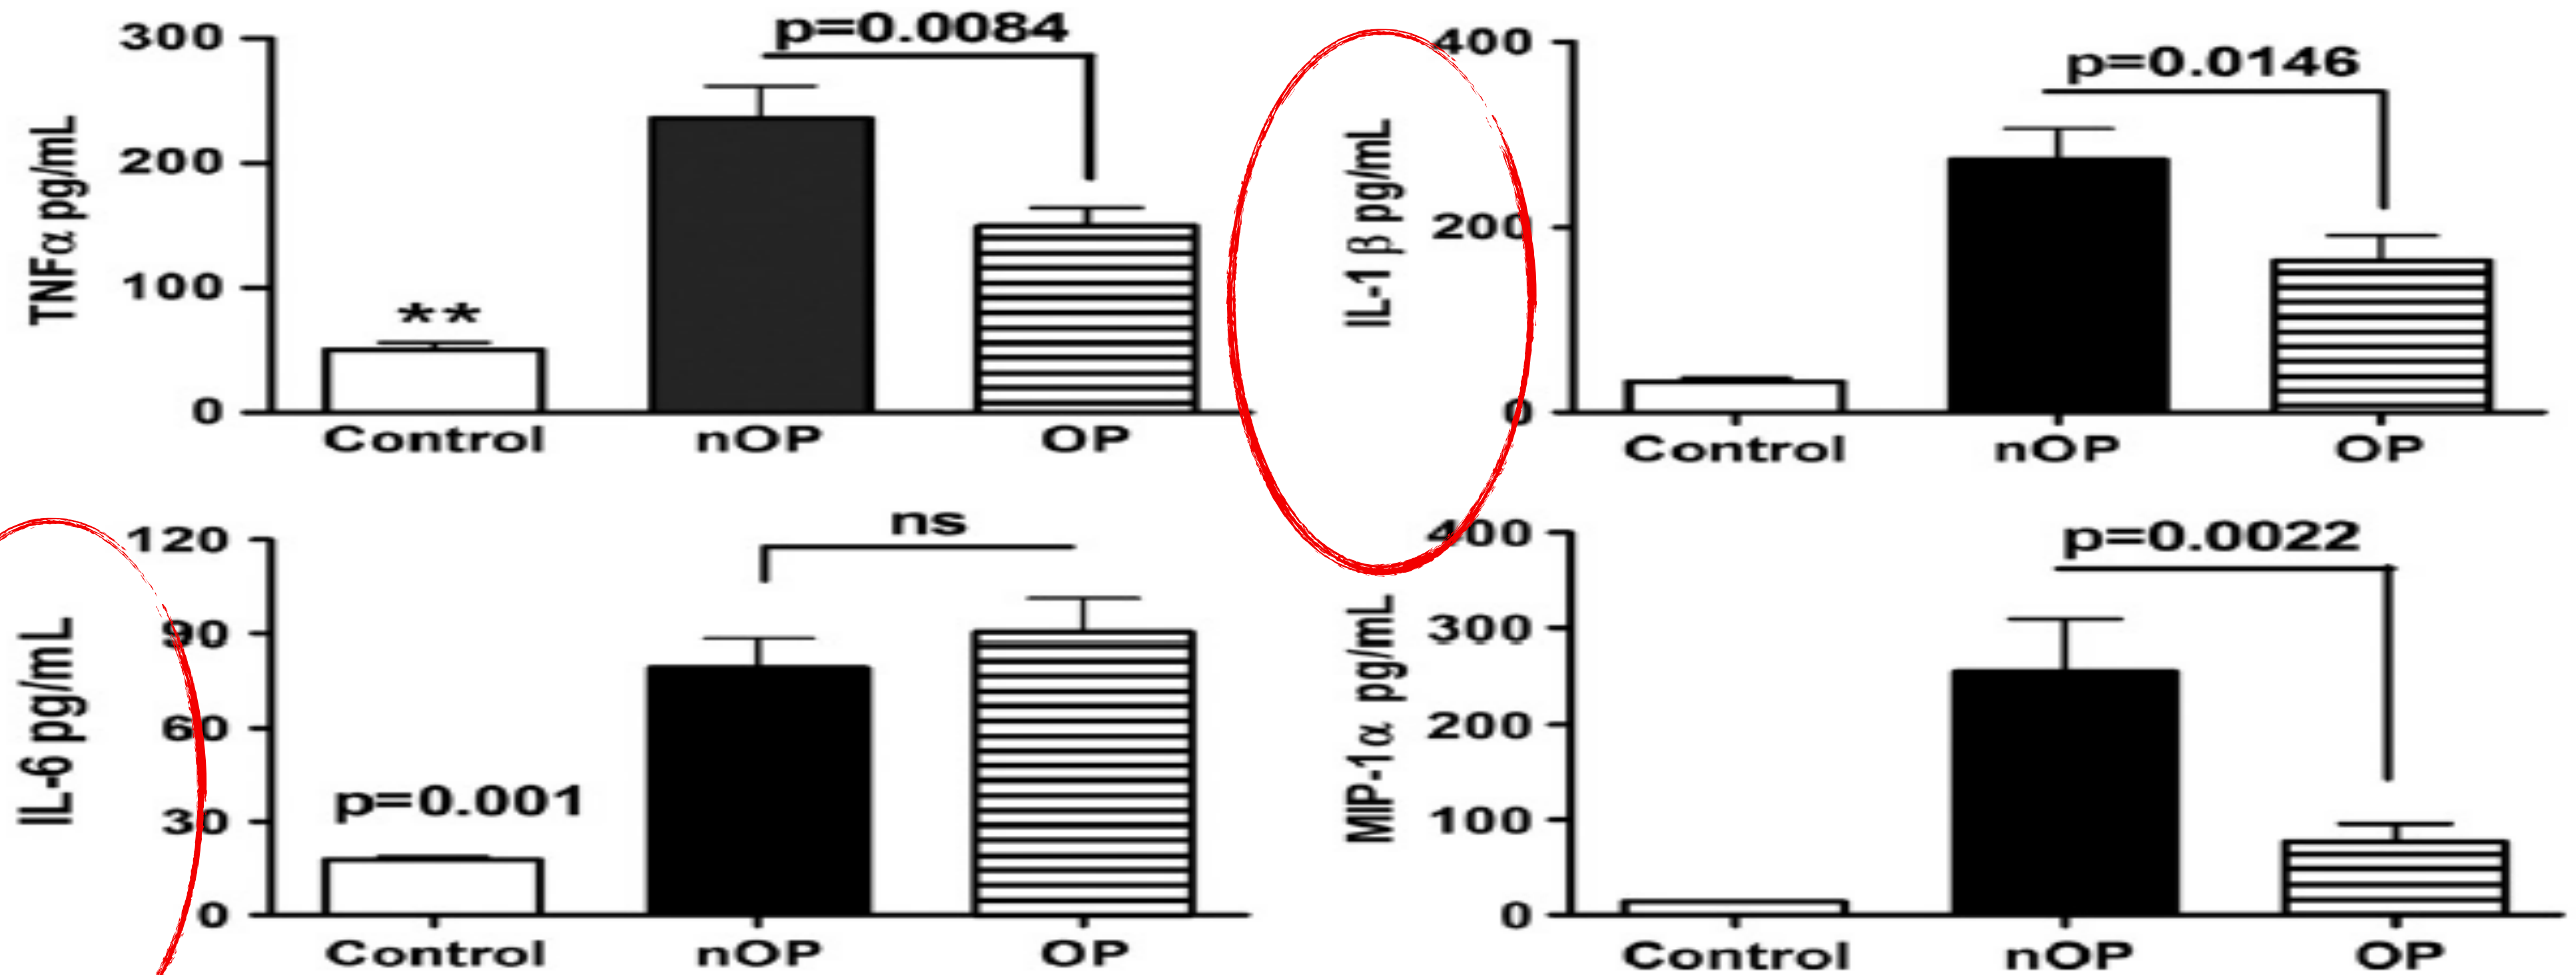 p=0.0084
300
200
100
0
TNFα pg/mL
**
Control nOP OP
p=0.0146
400
200
0
IL-1 β pg/mL
Control nOP OP
ns
120
90
60
30
0
IL-6 pg/mL
p=0.001
Control nOP OP
p=0.0022
400
300
200
100
0
MIP-1α pg/mL
Control nOP OP